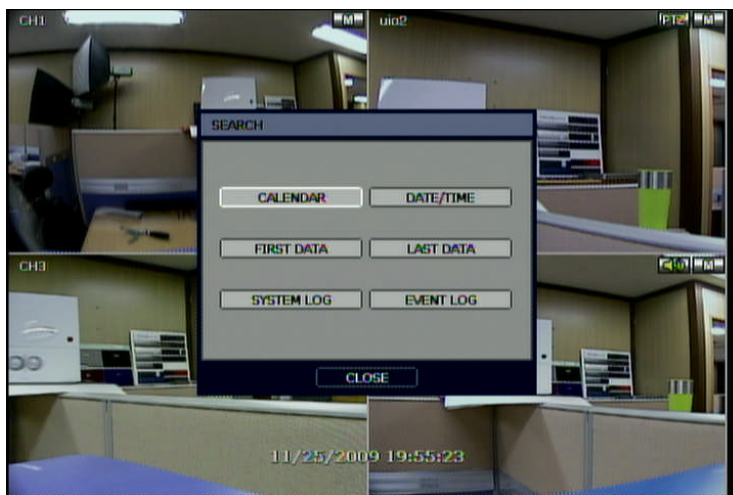 CH1 M uio2 PTZ M
SEARCH
CALENDAR DATE/TIME
FIRST DATA LAST DATA
CH3 M
SYSTEM LOG EVENT LOG
CLOSE
11/25/2009 19:55:23